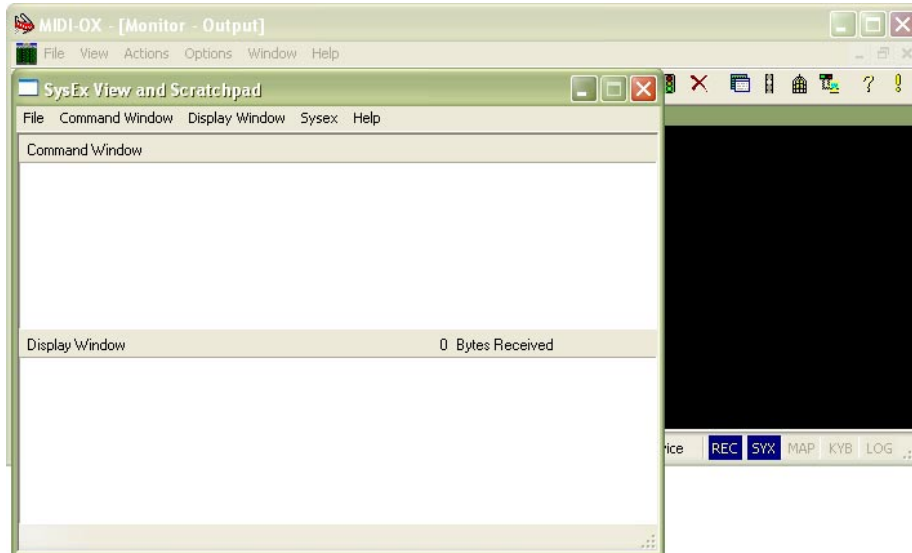 MIDI-OX - [Monitor - Output]
File View Actions Options Window Help
SysEx View and Scratchpad
File Command Window Display Window Sysex Help
Command Window
Display Window 0 Bytes Received
vice REC SYX MAP KYB LOG